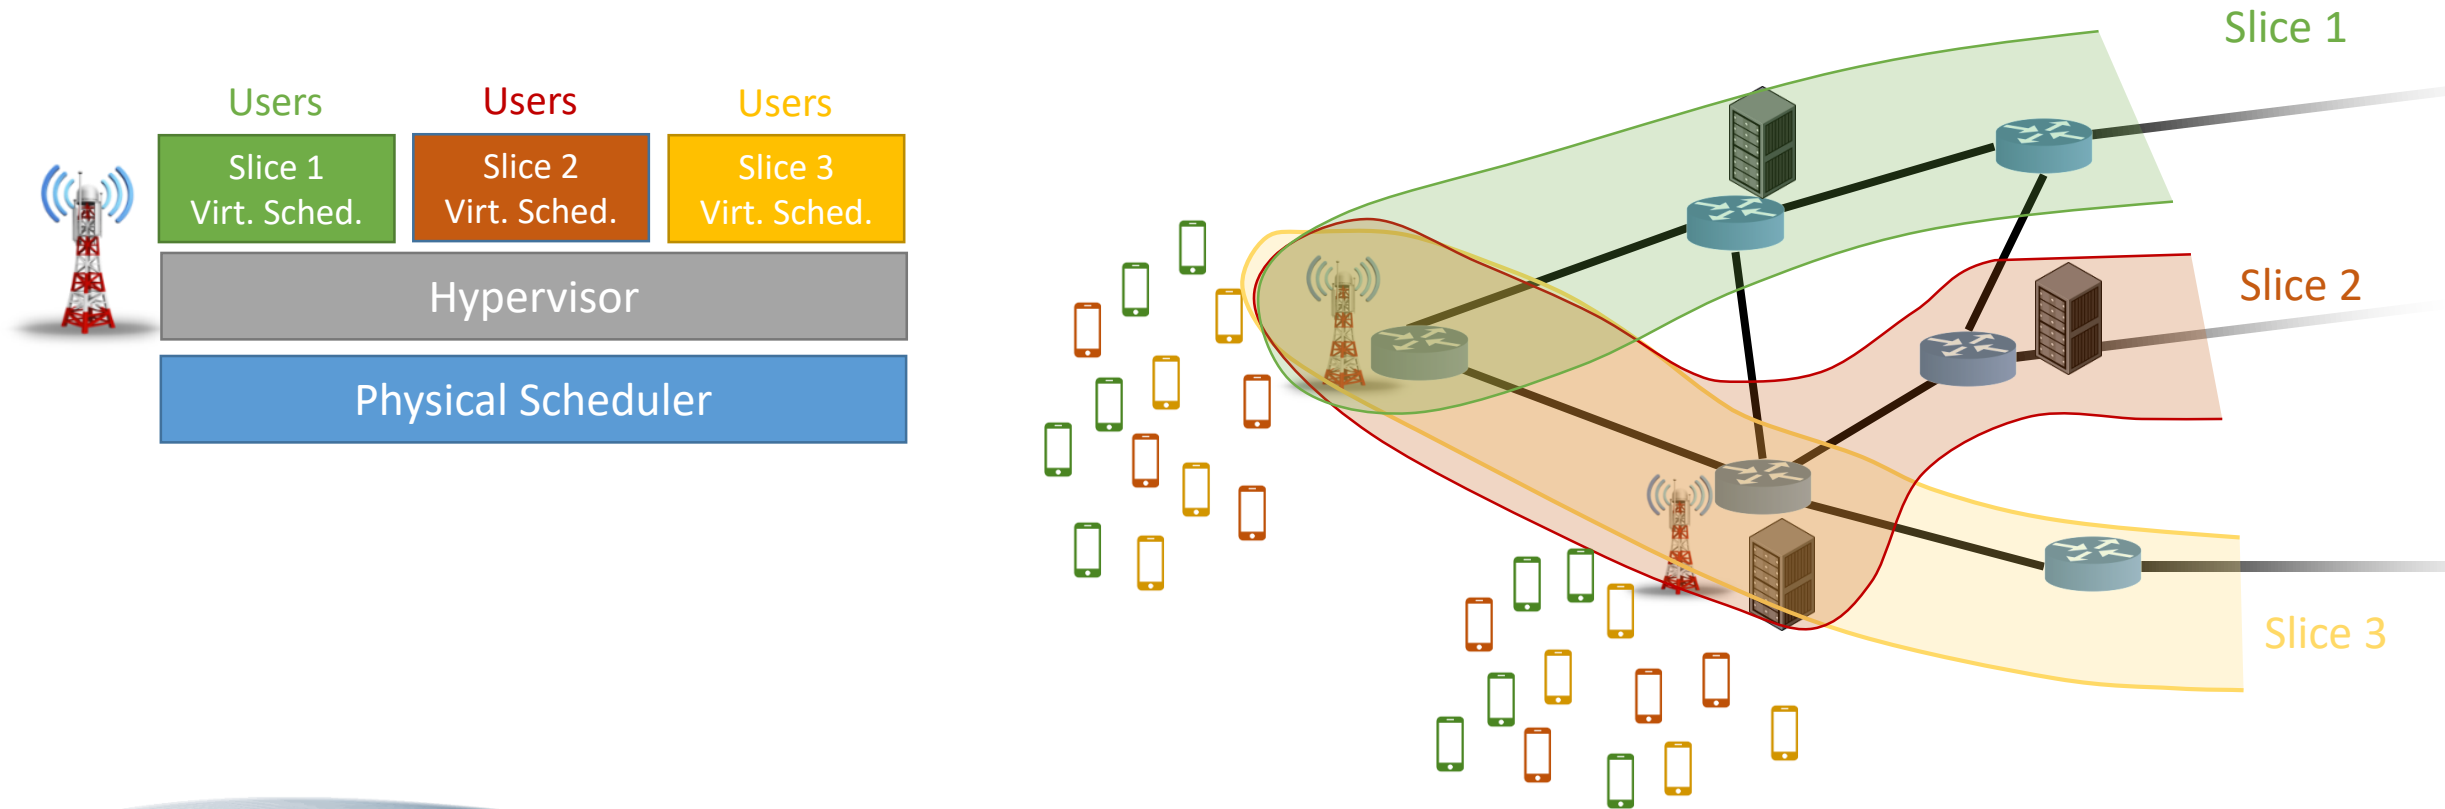 Users
Users
Users
Slice 1
Virt. Sched.
Slice 2
Virt. Sched.
Slice 3
Virt. Sched.
Hypervisor
Physical Scheduler
Slice 1
Slice 2
Slice 3